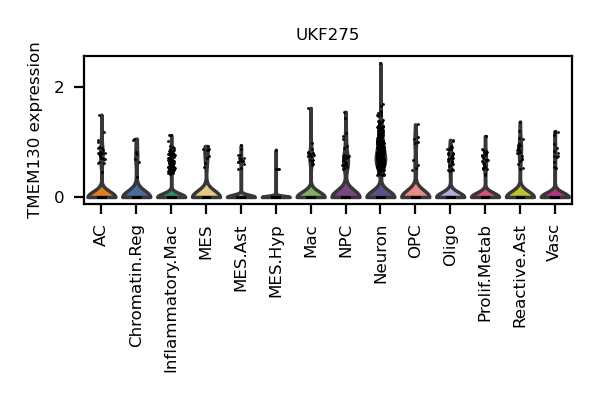 UKF275
TMEM130 expression
2
0
AC
Chromatin.Reg
Inflammatory.Mac
MES
MES.Ast
MES.Hyp
Mac
NPC
Neuron
OPC
Oligo
Prolif.Metab
Reactive.Ast
Vasc